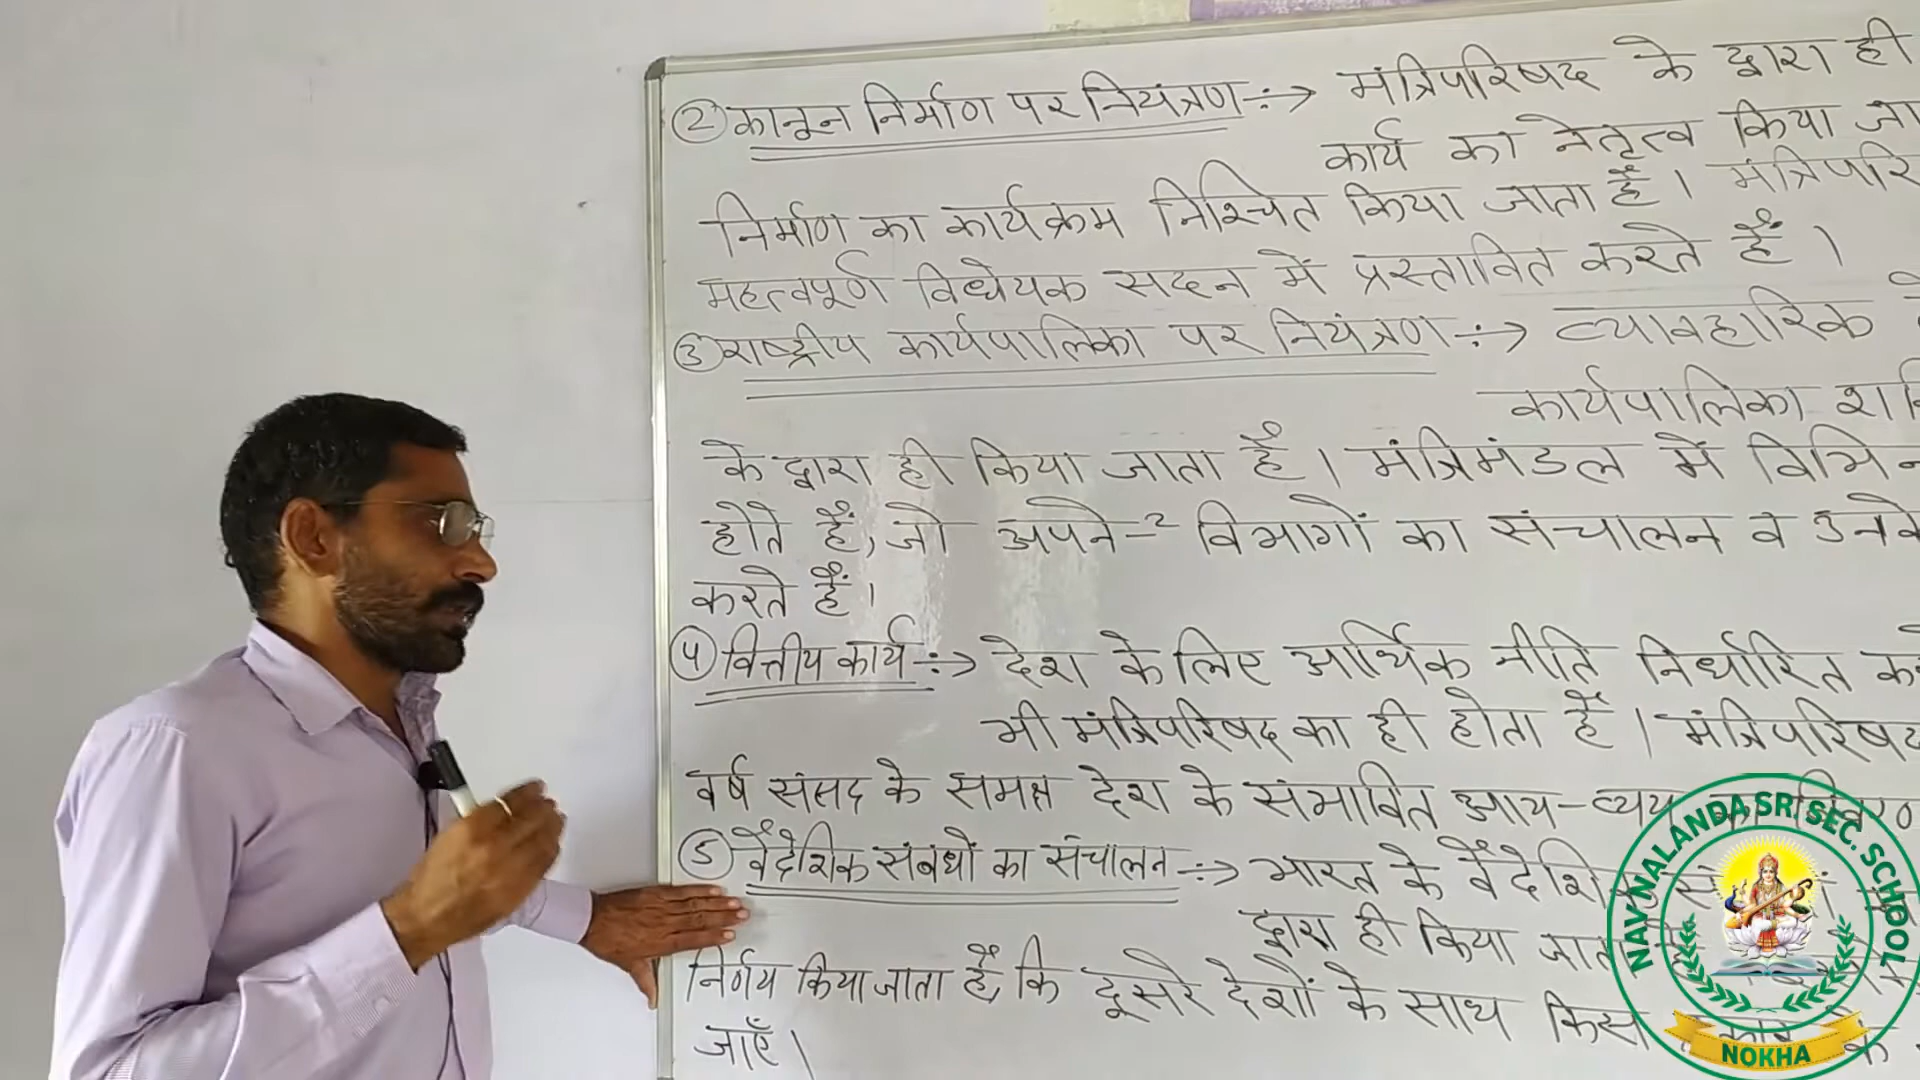 ② कानून निर्माण पर नियंत्रण ÷→ मंत्रिपरिषद के द्वारा ही
कार्य का नेतृत्व किया जा
निर्माण का कार्यक्रम निश्चित किया जाता है। मंत्रिपरि
महत्वपूर्ण विधेयक सदन में प्रस्तावित करते हैं।
③ राष्ट्रीय कार्यपालिका पर नियंत्रण ÷→ व्यावहारिक
कार्यपालिका
के द्वारा ही किया जाता है। मंत्रिमंडल में विभिन
होते हैं, जो अपने-2 विभागों का संचालन व उनके
करते हैं।
④ वित्तीय कार्य ÷→ देश के लिए आर्थिक नीति निर्धारित
भी मंत्रिपरिषद का ही होता है। मंत्रिपरिषद
वर्ष संसद के समक्ष देश के संभावित आय-व्यय
⑤ वैदेशिक संबंधों का संचालन ÷→ भारत के वैदेशि
द्वारा ही किया जात
निर्णय किया जाता है, कि दूसरे देशों के साथ किस
जाएँ।
NAV NALANDA SR. SEC. SCHOOL
NOKHA